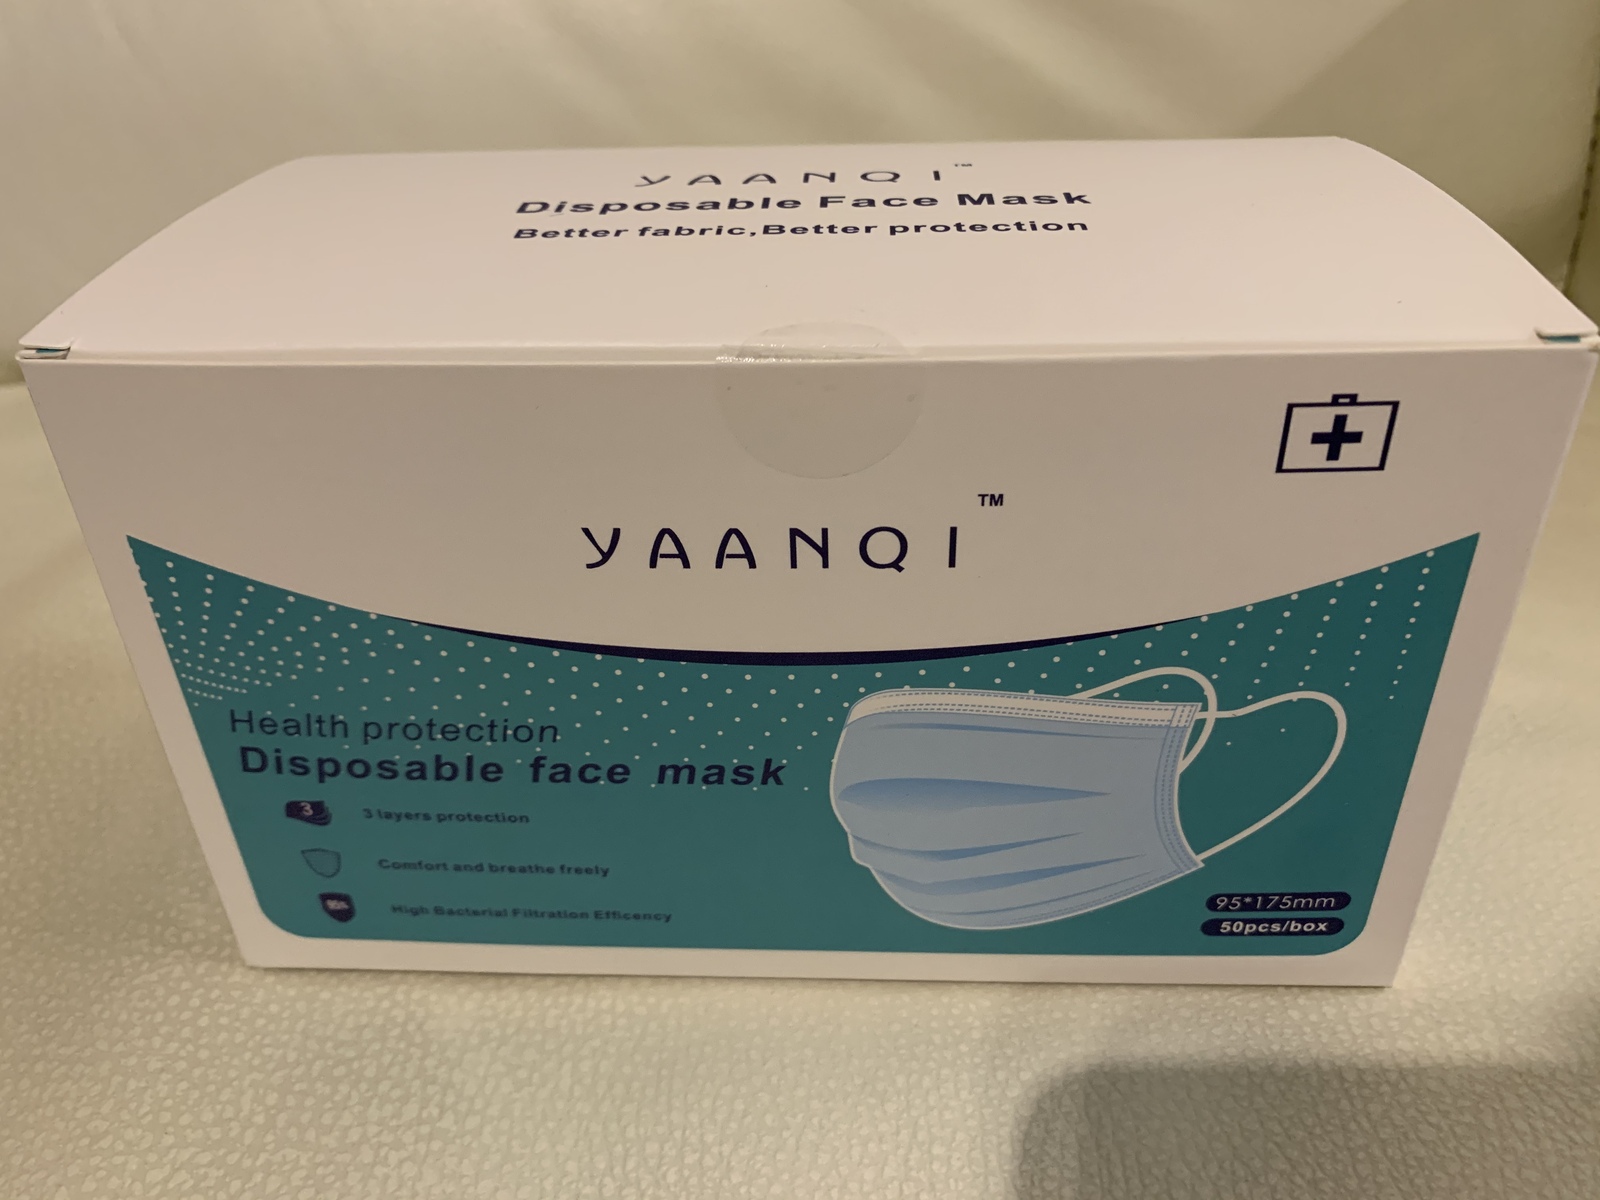 YAANQI™
Disposable Face Mask
Better fabric,Better protection
YAANQI™
Health protection
Disposable face mask
3
3 layers protection
Comfort and breathe freely
High Bacterial Filtration Efficency
95*175mm
50pcs/box